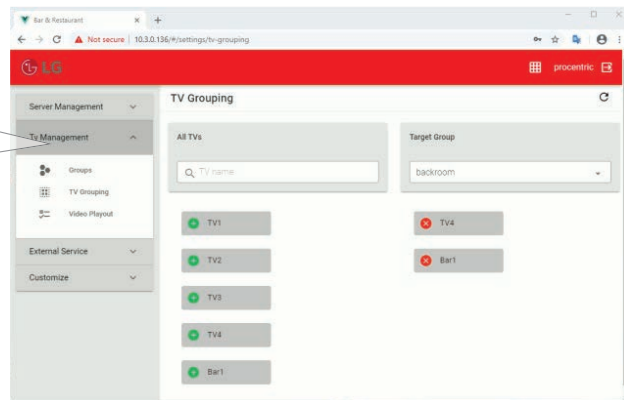 Bar & Restaurant
Not secure | 10.3.0.136/#/settings/tv-grouping
LG
procentric
Server Management
Tv Management
Groups
TV Grouping
Video Playout
External Service
Customize
TV Grouping
All TVs
TV name
Target Group
backroom
TV1
TV2
TV3
TV4
Bar1
TV4
Bar1